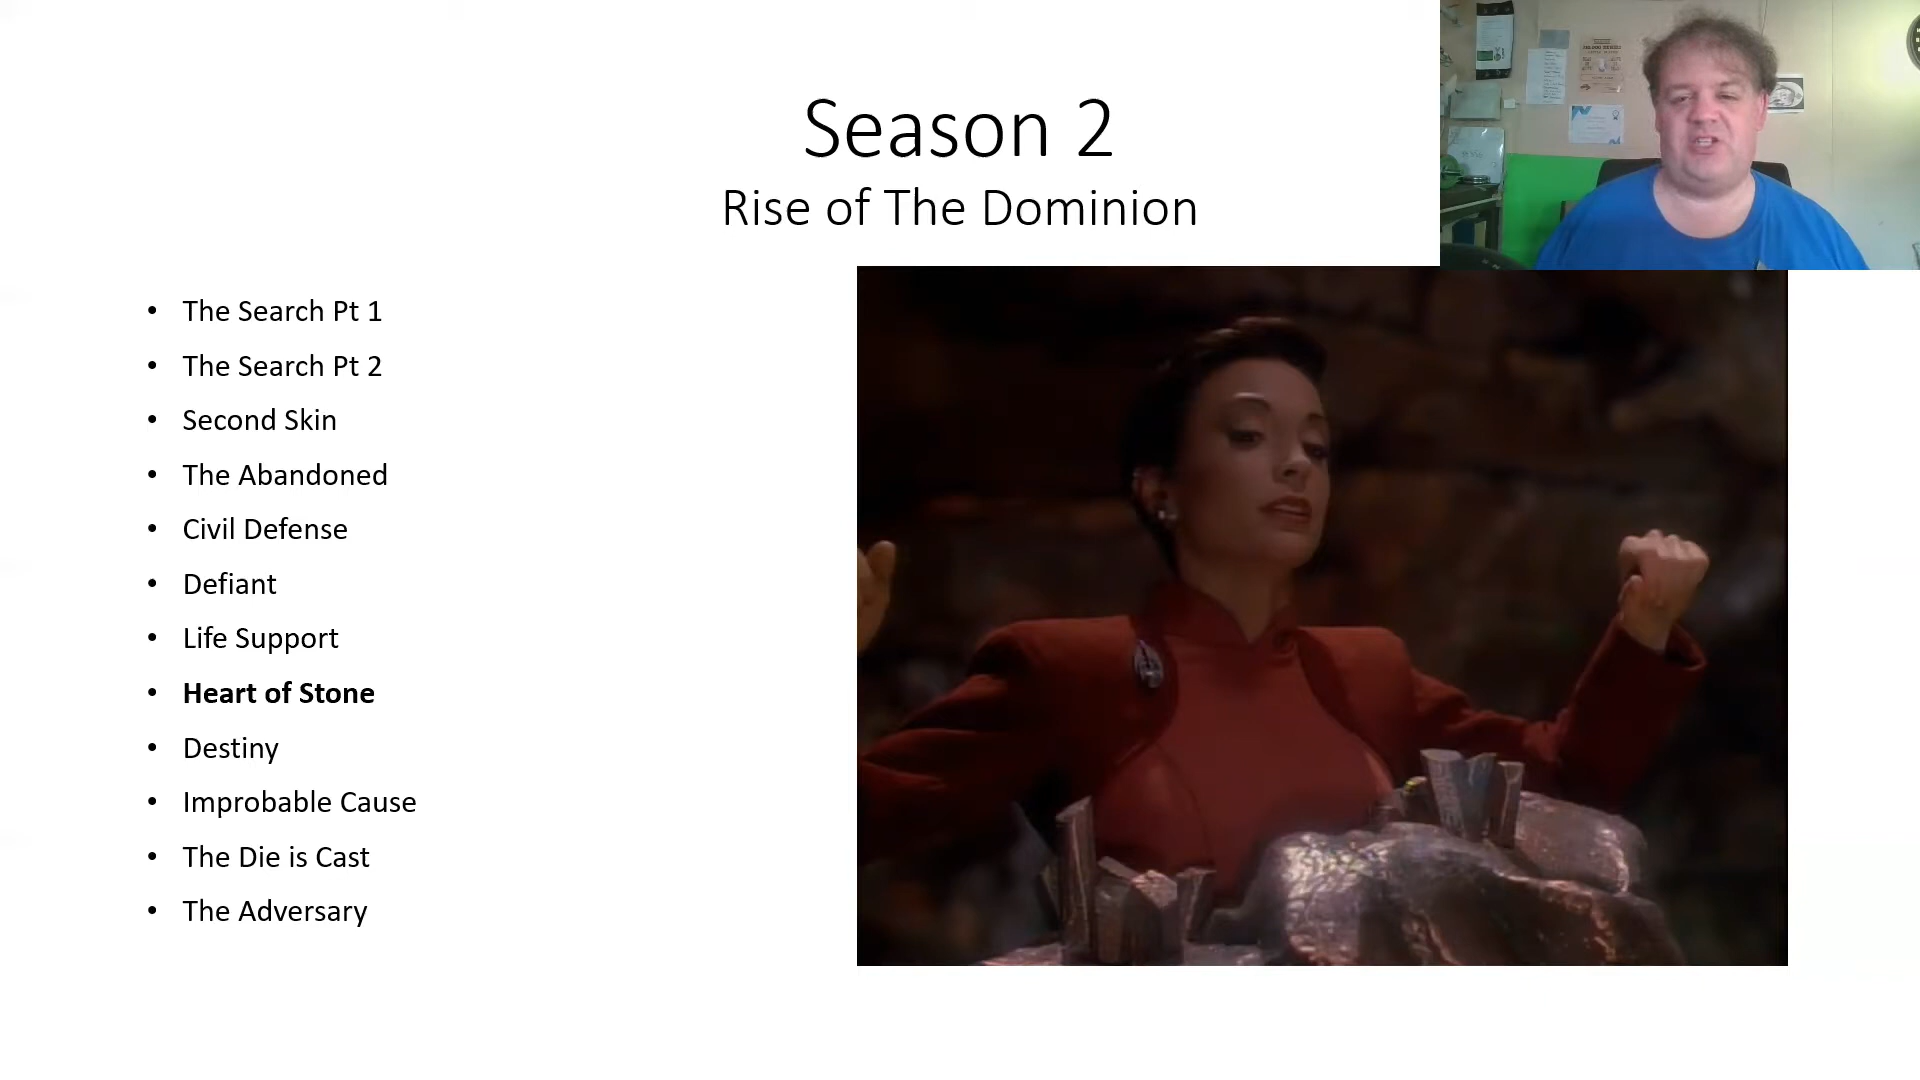 Season 2
Rise of The Dominion
• The Search Pt 1
• The Search Pt 2
• Second Skin
• The Abandoned
• Civil Defense
• Defiant
• Life Support
• Heart of Stone
• Destiny
• Improbable Cause
• The Die is Cast
• The Adversary